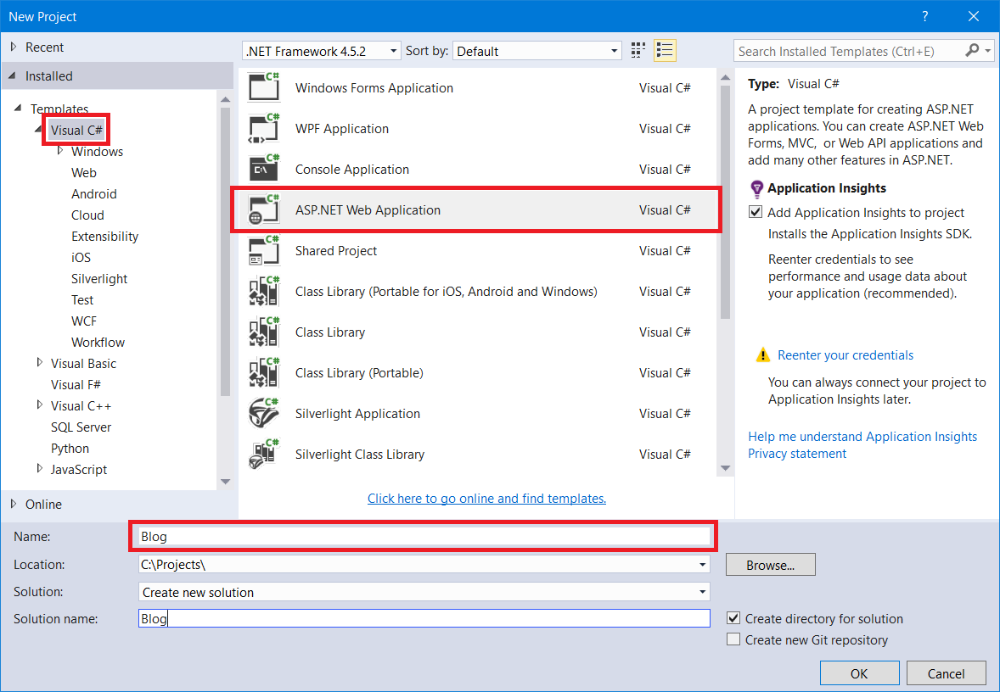 New Project
?
Recent
Installed
Templates
Visual C#
Windows
Web
Android
Cloud
Extensibility
iOS
Silverlight
Test
WCF
Workflow
Visual Basic
Visual F#
Visual C++
SQL Server
Python
JavaScript
Online
.NET Framework 4.5.2 Sort by: Default
C# Windows Forms Application Visual C#
C# WPF Application Visual C#
C# C:\ Console Application Visual C#
C# ASP.NET Web Application Visual C#
C# Shared Project Visual C#
C# Class Library (Portable for iOS, Android and Windows) Visual C#
C# Class Library Visual C#
C# Class Library (Portable) Visual C#
C# Silverlight Application Visual C#
C# Silverlight Class Library Visual C#
Click here to go online and find templates.
Search Installed Templates (Ctrl+E)
Type: Visual C#
A project template for creating ASP.NET
applications. You can create ASP.NET Web
Forms, MVC, or Web API applications and
add many other features in ASP.NET.
Application Insights
Add Application Insights to project
Installs the Application Insights SDK.
Reenter credentials to see
performance and usage data about
your application (recommended).
Reenter your credentials
You can always connect your project to
Application Insights later.
Help me understand Application Insights
Privacy statement
Name: Blog
Location: C:\Projects\ Browse...
Solution: Create new solution
Solution name: Blog
Create directory for solution
Create new Git repository
OK Cancel